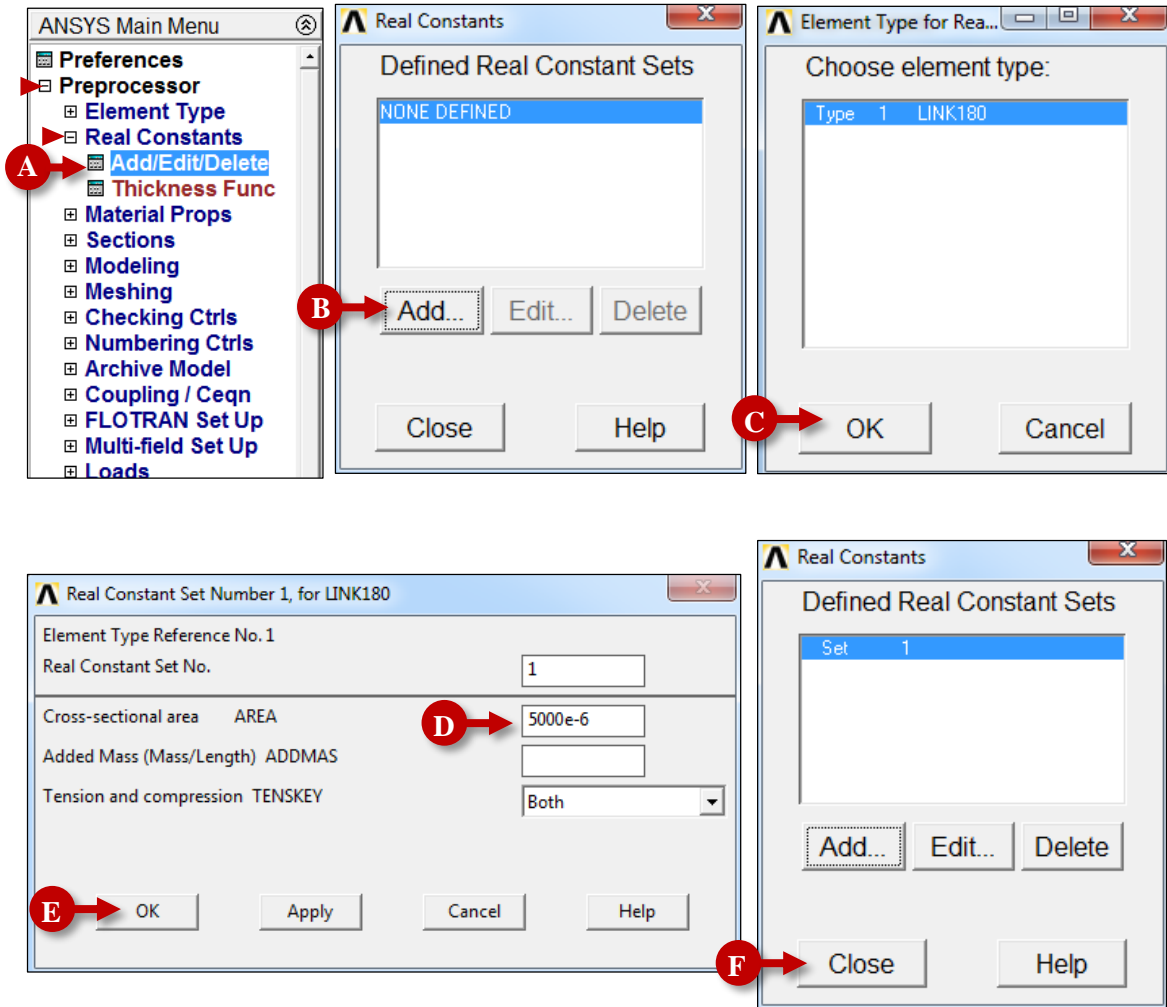 ANSYS Main Menu
Preferences
Preprocessor
Element Type
Real Constants
A
Add/Edit/Delete
Thickness Func
Material Props
Sections
Modeling
Meshing
Checking Ctrls
Numbering Ctrls
Archive Model
Coupling / Ceqn
FLOTRAN Set Up
Multi-field Set Up
Loads
Real Constants
Defined Real Constant Sets
NONE DEFINED
B
Add... Edit... Delete
Close Help
Element Type for Rea...
Choose element type:
Type 1 LINK180
C
OK Cancel
Real Constant Set Number 1, for LINK180
Element Type Reference No. 1
Real Constant Set No. 1
Cross-sectional area AREA D 5000e-6
Added Mass (Mass/Length) ADDMAS
Tension and compression TENSKEY Both
E OK Apply Cancel Help
Real Constants
Defined Real Constant Sets
Set 1
Add... Edit... Delete
F Close Help